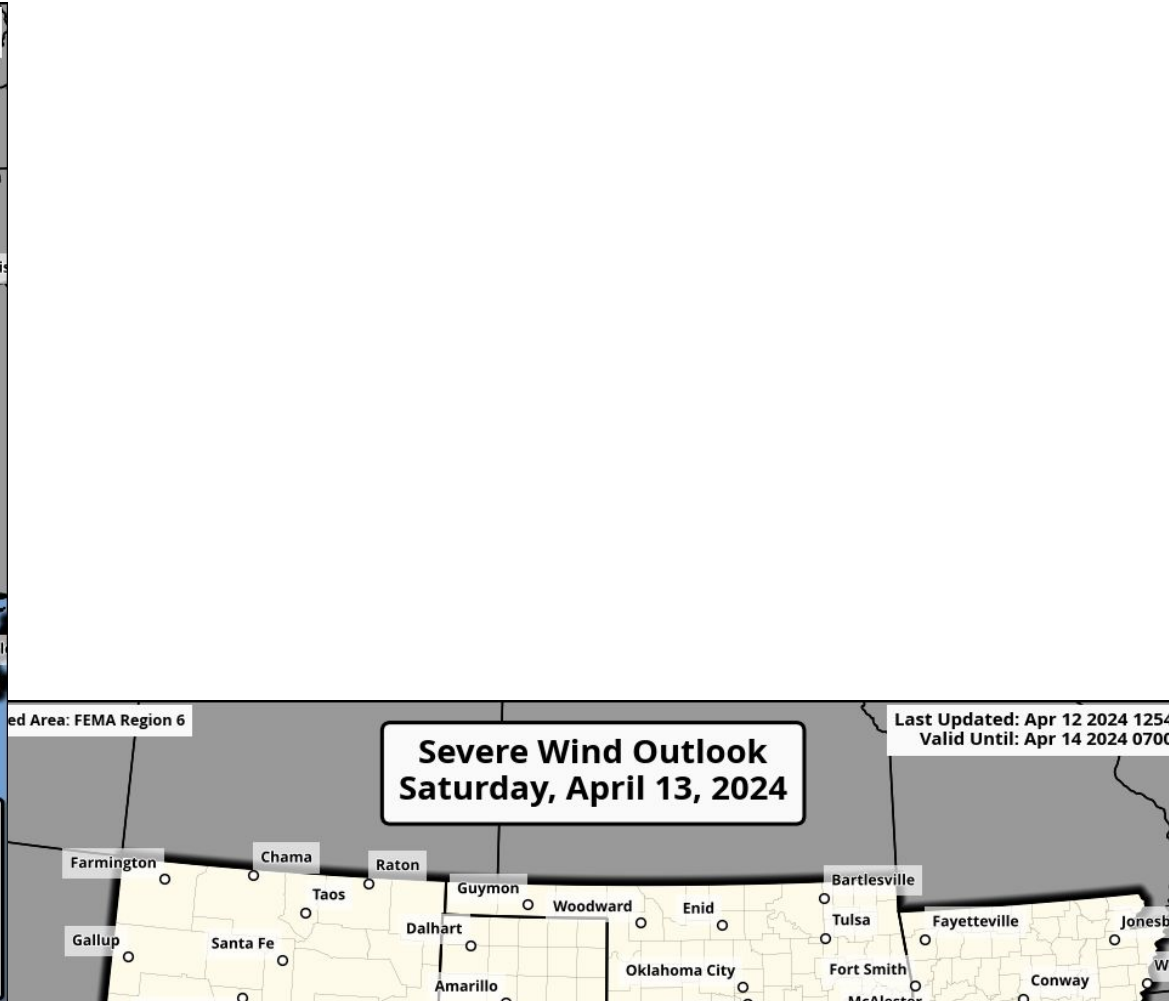 ed Area: FEMA Region 6
Last Updated: Apr 12 2024 1254
Valid Until: Apr 14 2024 0700
Severe Wind Outlook
Saturday, April 13, 2024
Farmington
Chama
Raton
Taos
Guymon
Woodward
Enid
Bartlesville
Tulsa
Fayetteville
Jonesb
Gallup
Santa Fe
Dalhart
Amarillo
Oklahoma City
Fort Smith
McAlester
Conway
W